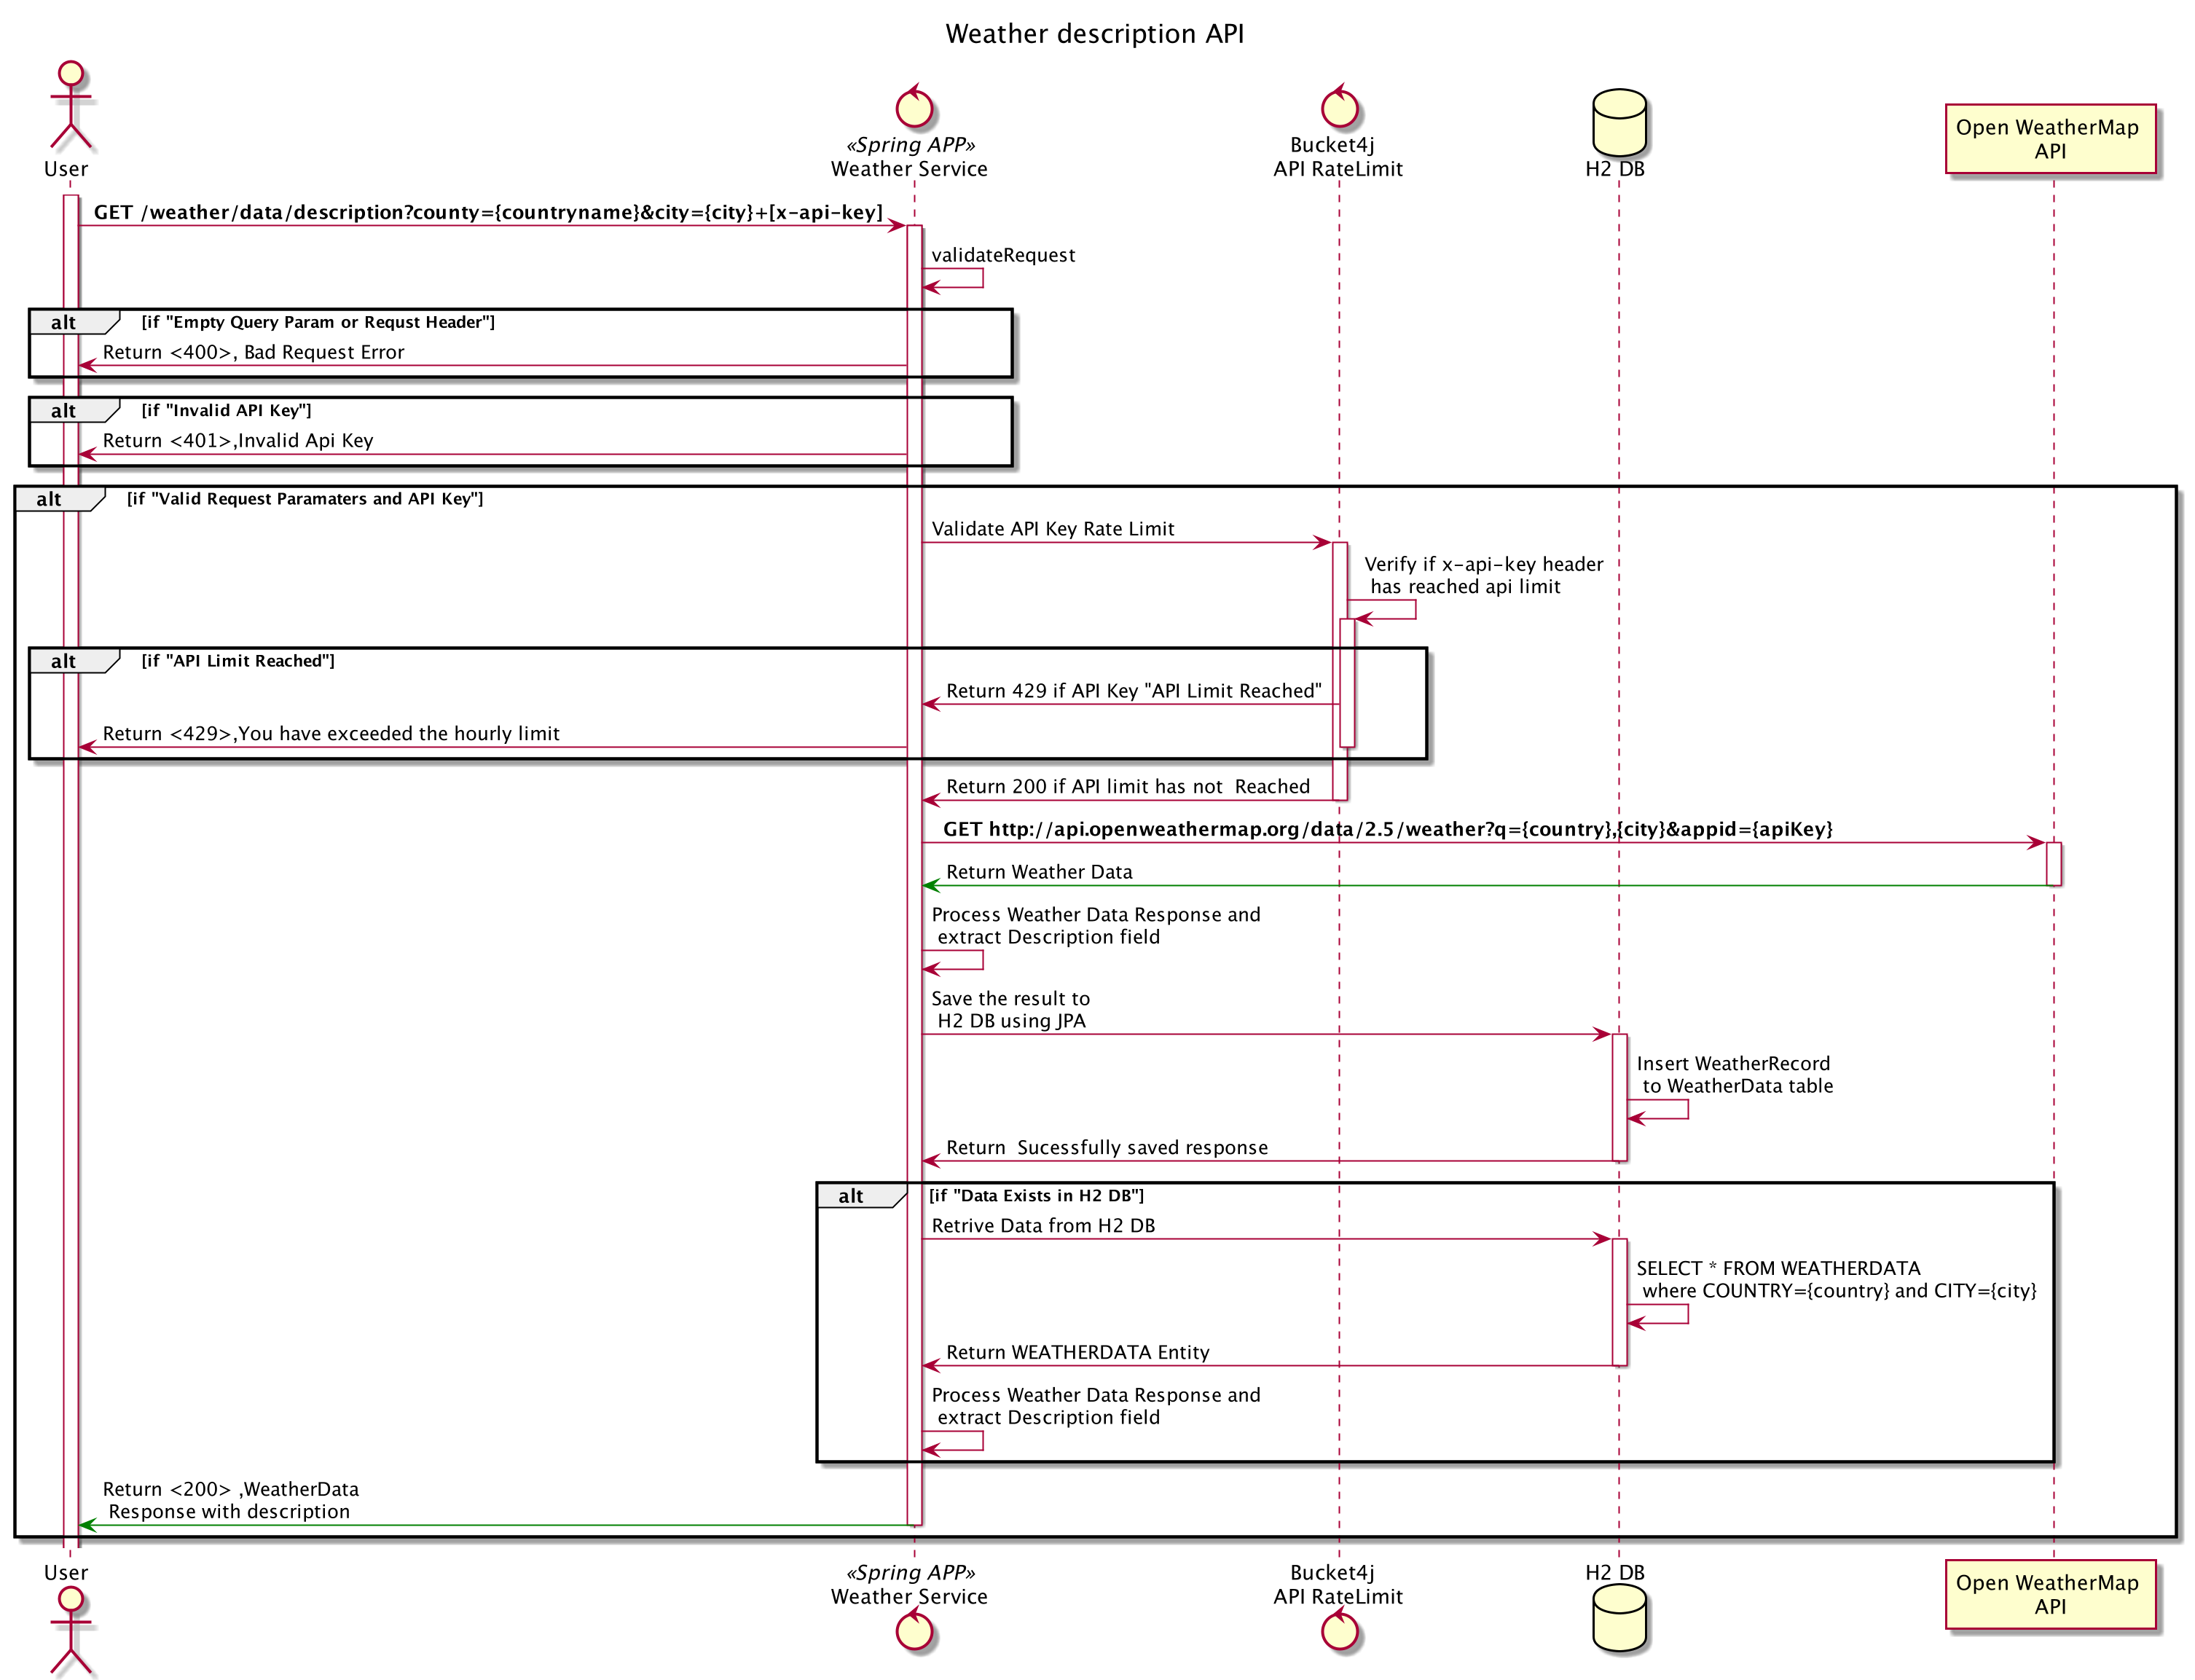 Weather description API
User
«Spring APP»
Weather Service
Bucket4j
API RateLimit
H2 DB
Open WeatherMap
API
GET /weather/data/description?county={countryname}&city={city}+[x-api-key]
validateRequest
alt [if "Empty Query Param or Requst Header"]
Return <400>, Bad Request Error
alt [if "Invalid API Key"]
Return <401>,Invalid Api Key
alt [if "Valid Request Paramaters and API Key"]
Validate API Key Rate Limit
Verify if x-api-key header
has reached api limit
alt [if "API Limit Reached"]
Return 429 if API Key "API Limit Reached"
Return <429>,You have exceeded the hourly limit
Return 200 if API limit has not  Reached
GET http://api.openweathermap.org/data/2.5/weather?q={country},{city}&appid={apiKey}
Return Weather Data
Process Weather Data Response and
extract Description field
Save the result to
H2 DB using JPA
Insert WeatherRecord
to WeatherData table
Return  Sucessfully saved response
alt [if "Data Exists in H2 DB"]
Retrive Data from H2 DB
SELECT * FROM WEATHERDATA
where COUNTRY={country} and CITY={city}
Return WEATHERDATA Entity
Process Weather Data Response and
extract Description field
Return <200> ,WeatherData
Response with description
User
«Spring APP»
Weather Service
Bucket4j
API RateLimit
H2 DB
Open WeatherMap
API